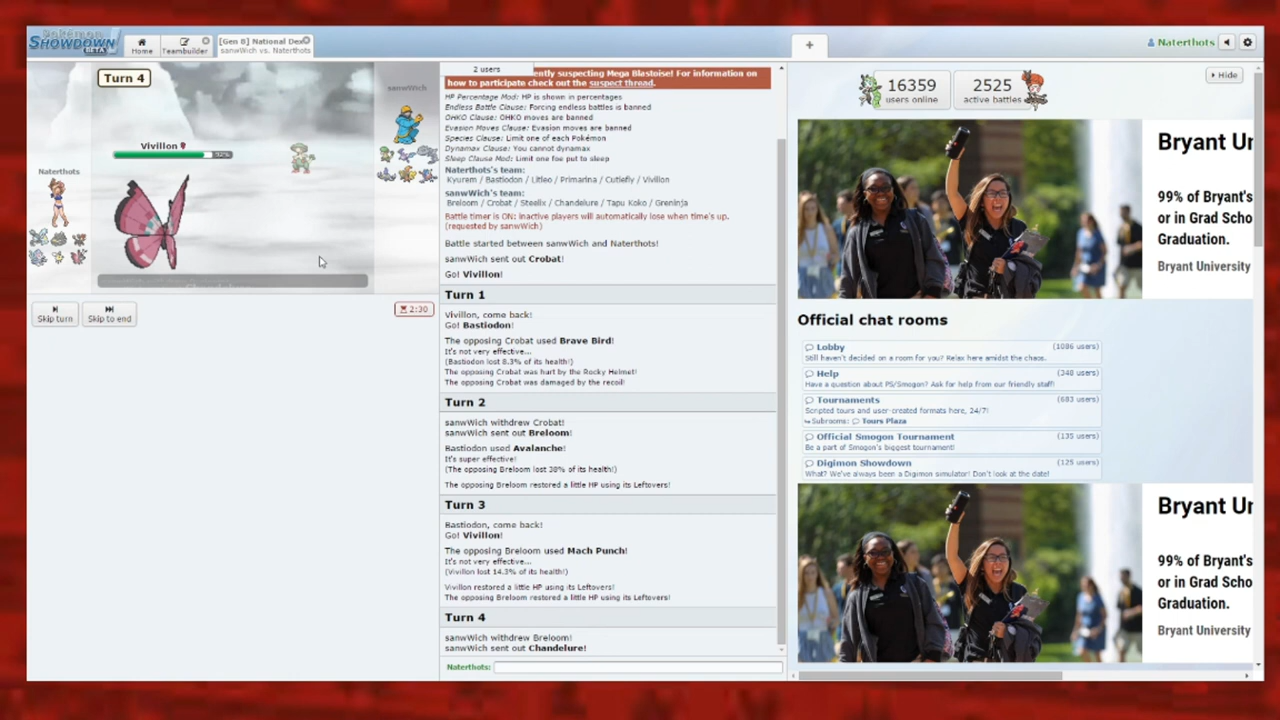 Pokémon
SHOWDOWN
BETA
Home
Teambuilder
[Gen 8] National Dex
sanwWich vs. Naterthots
+
Naterthots
Turn 4
sanwWich
Vivillon
92%
Naterthots
Skip turn
Skip to end
2:30
2 users
ently suspecting Mega Blastoise! For information on
how to participate check out the suspect thread.
HP Percentage Mod: HP is shown in percentages
Endless Battle Clause: Forcing endless battles is banned
OHKO Clause: OHKO moves are banned
Evasion Moves Clause: Evasion moves are banned
Species Clause: Limit one of each Pokémon
Dynamax Clause: You cannot dynamax
Sleep Clause Mod: Limit one foe put to sleep
Naterthots's team:
Kyurem / Bastiodon / Litleo / Primarina / Cutiefly / Vivillon
sanwWich's team:
Breloom / Crobat / Steelix / Chandelure / Tapu Koko / Greninja
Battle timer is ON: inactive players will automatically lose when time's up.
(requested by sanwWich)
Battle started between sanwWich and Naterthots!
sanwWich sent out Crobat!
Go! Vivillon!
Turn 1
Vivillon, come back!
Go! Bastiodon!
The opposing Crobat used Brave Bird!
It's not very effective...
(Bastiodon lost 8.3% of its health!)
The opposing Crobat was hurt by the Rocky Helmet!
The opposing Crobat was damaged by the recoil!
Turn 2
sanwWich withdrew Crobat!
sanwWich sent out Breloom!
Bastiodon used Avalanche!
It's super effective!
(The opposing Breloom lost 38% of its health!)
The opposing Breloom restored a little HP using its Leftovers!
Turn 3
Bastiodon, come back!
Go! Vivillon!
The opposing Breloom used Mach Punch!
It's not very effective...
(Vivillon lost 14.3% of its health!)
Vivillon restored a little HP using its Leftovers!
The opposing Breloom restored a little HP using its Leftovers!
Turn 4
sanwWich withdrew Breloom!
sanwWich sent out Chandelure!
Naterthots:
16359
users online
2525
active battles
Hide
Bryant Ur
99% of Bryant's
or in Grad Scho
Graduation.
Bryant University
Official chat rooms
Lobby (1086 users)
Still haven't decided on a room for you? Relax here amidst the chaos.
Help (348 users)
Have a question about PS/Smogon? Ask for help from our friendly staff!
Tournaments (683 users)
Scripted tours and user-created formats here, 24/7!
Subrooms: Tours Plaza
Official Smogon Tournament (135 users)
Be a part of Smogon's biggest tournament!
Digimon Showdown (125 users)
What? We've always been a Digimon simulator! Don't look at the date!
Bryant Ur
99% of Bryant's
or in Grad Scho
Graduation.
Bryant University